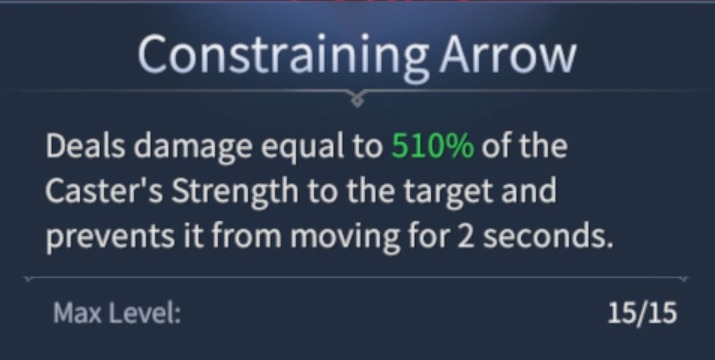 Constraining Arrow
Deals damage equal to 510% of the
Caster's Strength to the target and
prevents it from moving for 2 seconds.
Max Level: 15/15